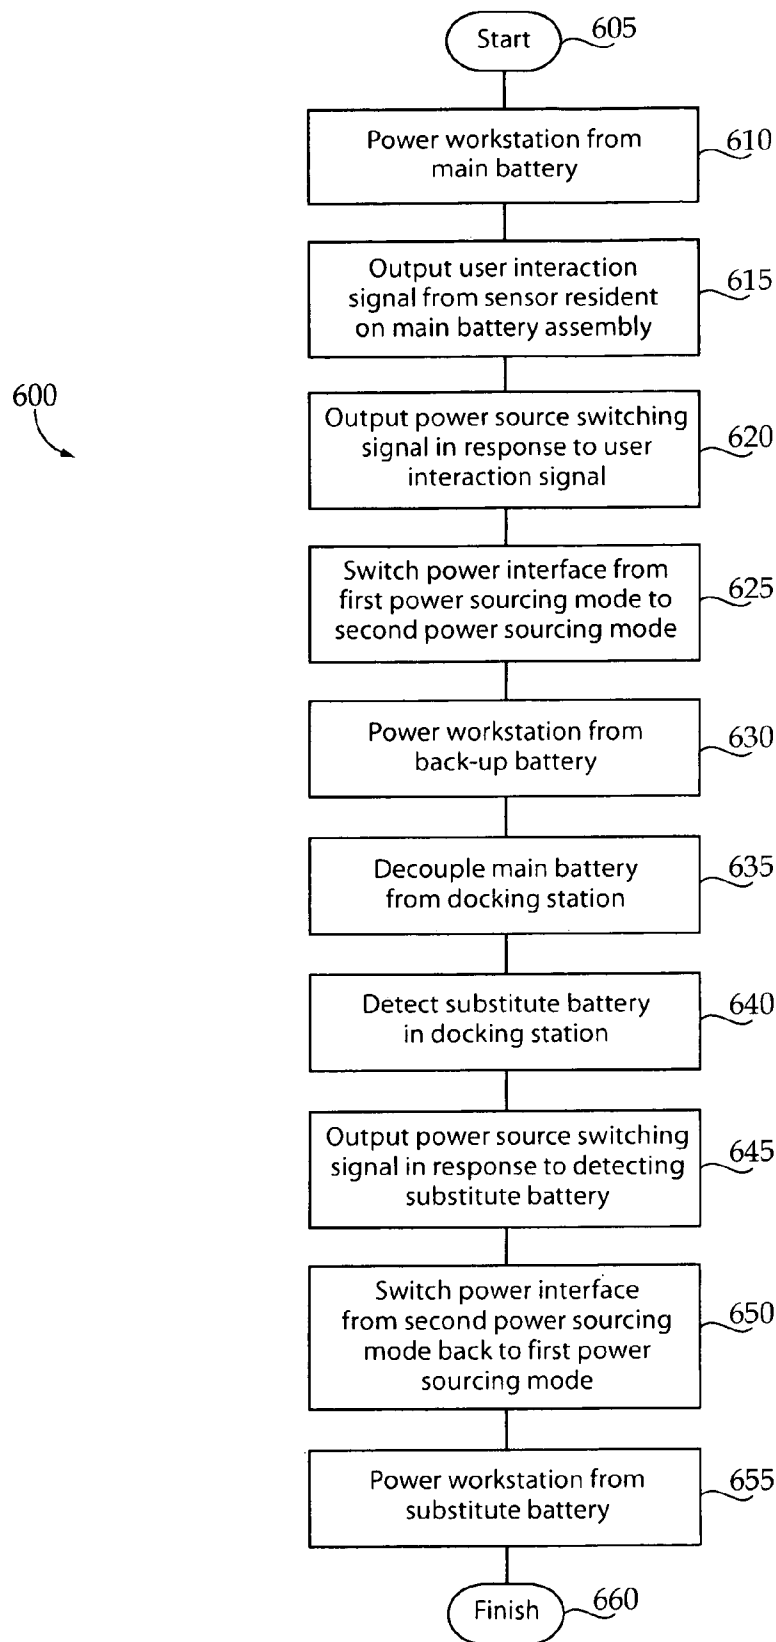 Start
605
Power workstation from
main battery
610
Output user interaction
signal from sensor resident
on main battery assembly
615
600
Output power source switching
signal in response to user
interaction signal
620
Switch power interface from
first power sourcing mode to
second power sourcing mode
625
Power workstation from
back-up battery
630
Decouple main battery
from docking station
635
Detect substitute battery
in docking station
640
Output power source switching
signal in response to detecting
substitute battery
645
Switch power interface
from second power sourcing
mode back to first power
sourcing mode
650
Power workstation from
substitute battery
655
Finish
660